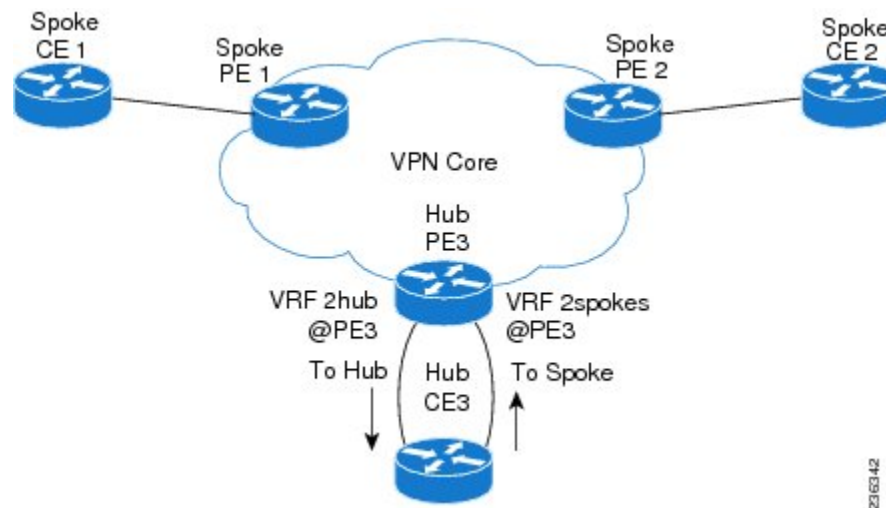 Spoke
CE 1
Spoke
PE 1
Spoke
PE 2
Spoke
CE 2
VPN Core
Hub
PE3
VRF 2hub
@PE3
VRF 2spokes
@PE3
To Hub
Hub
CE3
To Spoke
236342